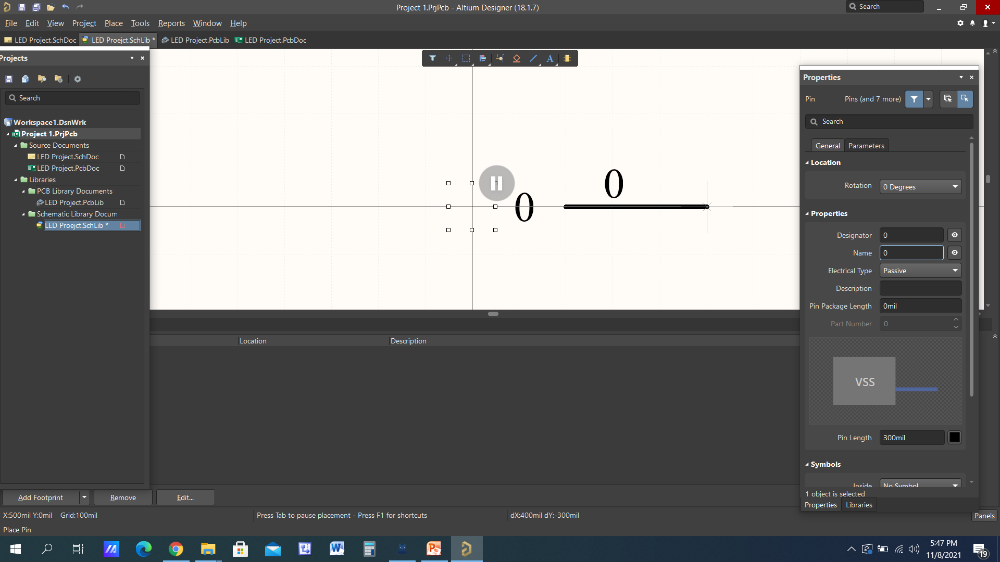 Project 1.PrjPcb - Altium Designer (18.1.7)
Search
File Edit View Project Place Tools Reports Window Help
LED Project.SchDoc LED Proejct.SchLib * LED Project.PcbLib LED Project.PcbDoc
Projects
Search
Workspace1.DsnWrk
Project 1.PrjPcb
Source Documents
LED Project.SchDoc
LED Project.PcbDoc
Libraries
PCB Library Documents
LED Project.PcbLib
Schematic Library Docum
LED Proejct.SchLib *
0
0
A
Location Description
Add Footprint Remove Edit...
Properties
Pin Pins (and 7 more)
Search
General Parameters
Location
Rotation 0 Degrees
Properties
Designator 0
Name 0
Electrical Type Passive
Description
Pin Package Length 0mil
Part Number 0
VSS
Pin Length 300mil
Symbols
Inside No Symbol
1 object is selected
Properties Libraries
X:500mil Y:0mil Grid:100mil Press Tab to pause placement - Press F1 for shortcuts dX:400mil dY:-300mil Panels
Place Pin
5:47 PM
11/8/2021
19